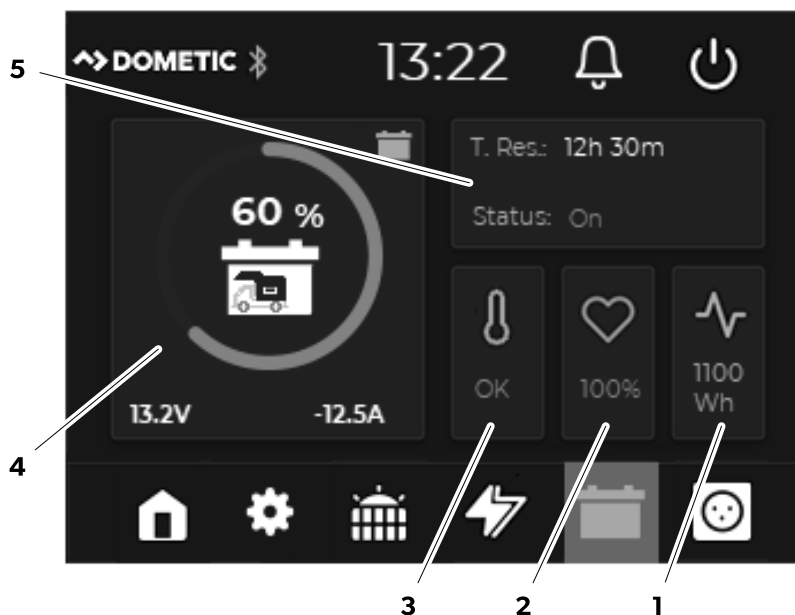 DOMETIC 13:22
5
T. Res.: 12h 30m
60 %
Status: On
OK
100%
1100
Wh
13.2V -12.5A
4
3 2 1